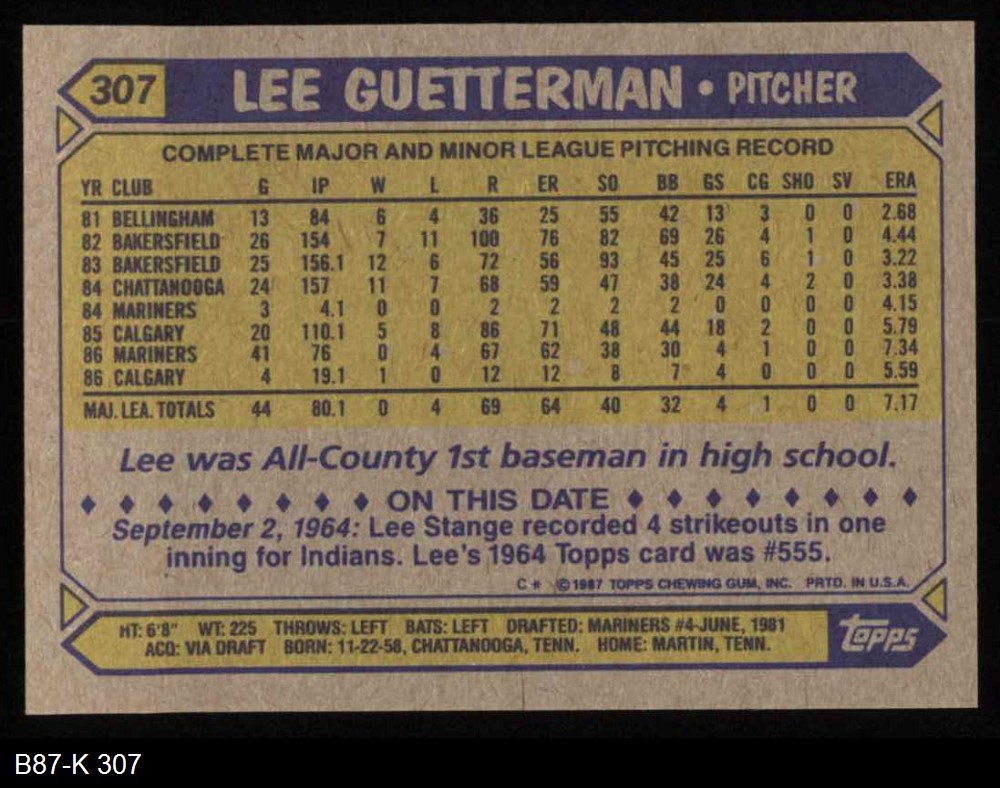 307 LEE GUETTERMAN • PITCHER
COMPLETE MAJOR AND MINOR LEAGUE PITCHING RECORD
YR CLUB G IP W L R ER SO BB GS CG SHO SV ERA
81 BELLINGHAM 13 84 6 4 36 25 55 42 13 3 0 0 2.68
82 BAKERSFIELD 26 154 7 11 100 76 82 69 26 4 1 0 4.44
83 BAKERSFIELD 25 156.1 12 6 72 56 93 45 25 6 1 0 3.22
84 CHATTANOOGA 24 157 11 7 68 59 47 38 24 4 2 0 3.38
84 MARINERS 3 4.1 0 0 2 2 2 2 0 0 0 0 4.15
85 CALGARY 20 110.1 5 8 86 71 48 44 18 2 0 0 5.79
86 MARINERS 41 76 0 4 67 62 38 30 4 1 0 0 7.34
86 CALGARY 4 19.1 1 0 12 12 8 7 4 0 0 0 5.59
MAJ. LEA. TOTALS 44 80.1 0 4 69 64 40 32 4 1 0 0 7.17
Lee was All-County 1st baseman in high school.
♦ ♦ ♦ ♦ ♦ ♦ ♦ ♦ ON THIS DATE ♦ ♦ ♦ ♦ ♦ ♦ ♦ ♦
September 2, 1964: Lee Stange recorded 4 strikeouts in one
inning for Indians. Lee's 1964 Topps card was #555.
C * ©1987 TOPPS CHEWING GUM, INC. PRTD. IN U.S.A.
HT: 6'8" WT: 225 THROWS: LEFT BATS: LEFT DRAFTED: MARINERS #4-JUNE, 1981
ACQ: VIA DRAFT BORN: 11-22-58, CHATTANOOGA, TENN. HOME: MARTIN, TENN.
topps
B87-K 307